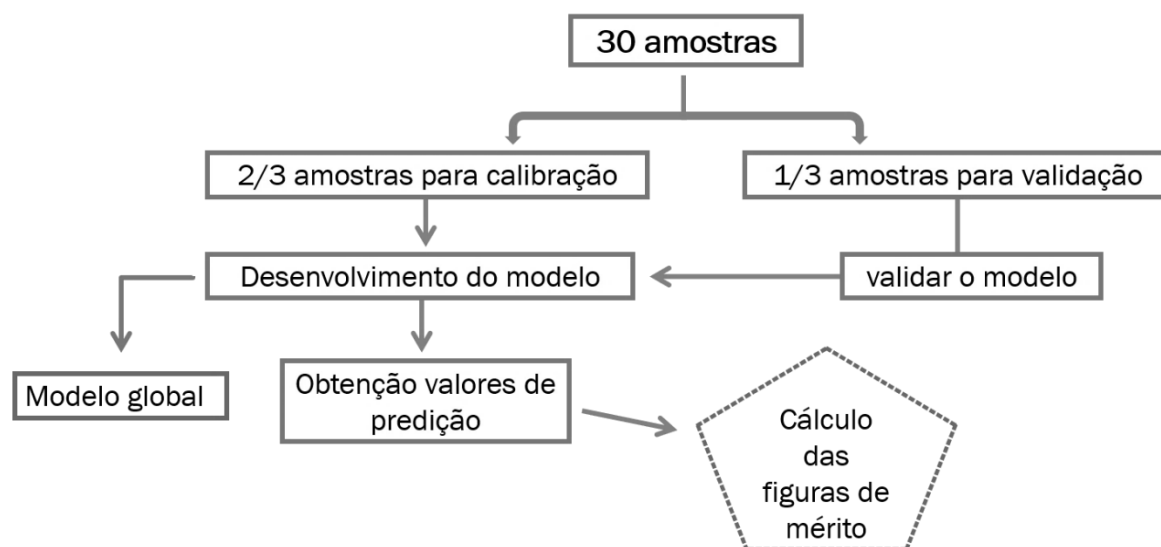 30 amostras
2/3 amostras para calibração
1/3 amostras para validação
Desenvolvimento do modelo
validar o modelo
Modelo global
Obtenção valores de
predição
Cálculo
das
figuras de
mérito